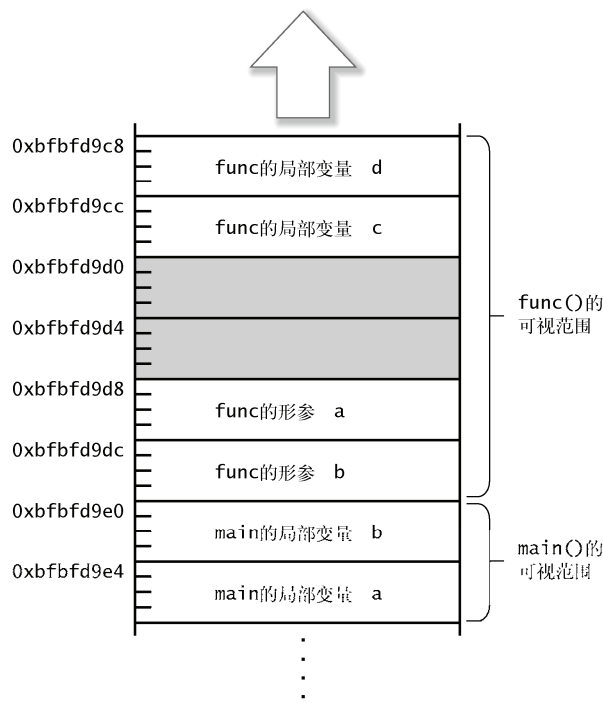 0xbfbfd9c8
func的局部变量 d
0xbfbfd9cc
func的局部变量 c
0xbfbfd9d0
func()的
可视范围
0xbfbfd9d4
0xbfbfd9d8
func的形参 a
0xbfbfd9dc
func的形参 b
0xbfbfd9e0
main的局部变量 b
main()的
可视范围
0xbfbfd9e4
main的局部变量 a